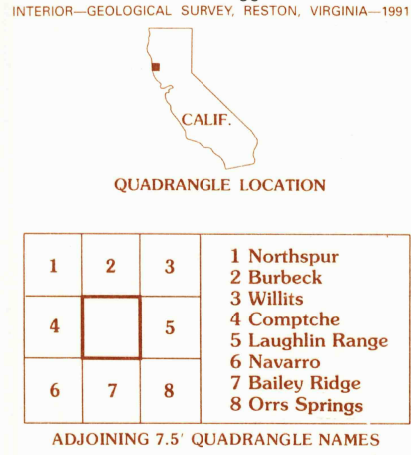 INTERIOR—GEOLOGICAL SURVEY, RESTON, VIRGINIA—1991
CALIF.
QUADRANGLE LOCATION
1 2 3
4 5
6 7 8
1 Northspur
2 Burbeck
3 Willits
4 Comptche
5 Laughlin Range
6 Navarro
7 Bailey Ridge
8 Orrs Springs
ADJOINING 7.5' QUADRANGLE NAMES